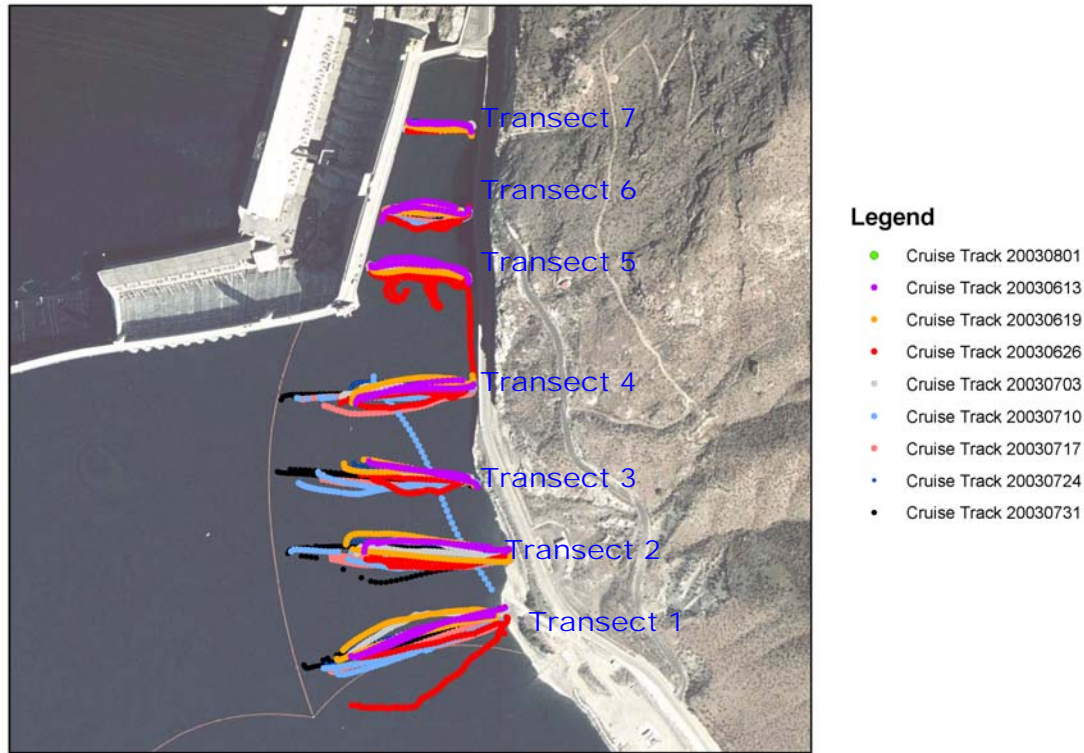 Transect 7
Transect 6
Transect 5
Transect 4
Transect 3
Transect 2
Transect 1
Legend
Cruise Track 20030801
Cruise Track 20030613
Cruise Track 20030619
Cruise Track 20030626
Cruise Track 20030703
Cruise Track 20030710
Cruise Track 20030717
Cruise Track 20030724
Cruise Track 20030731